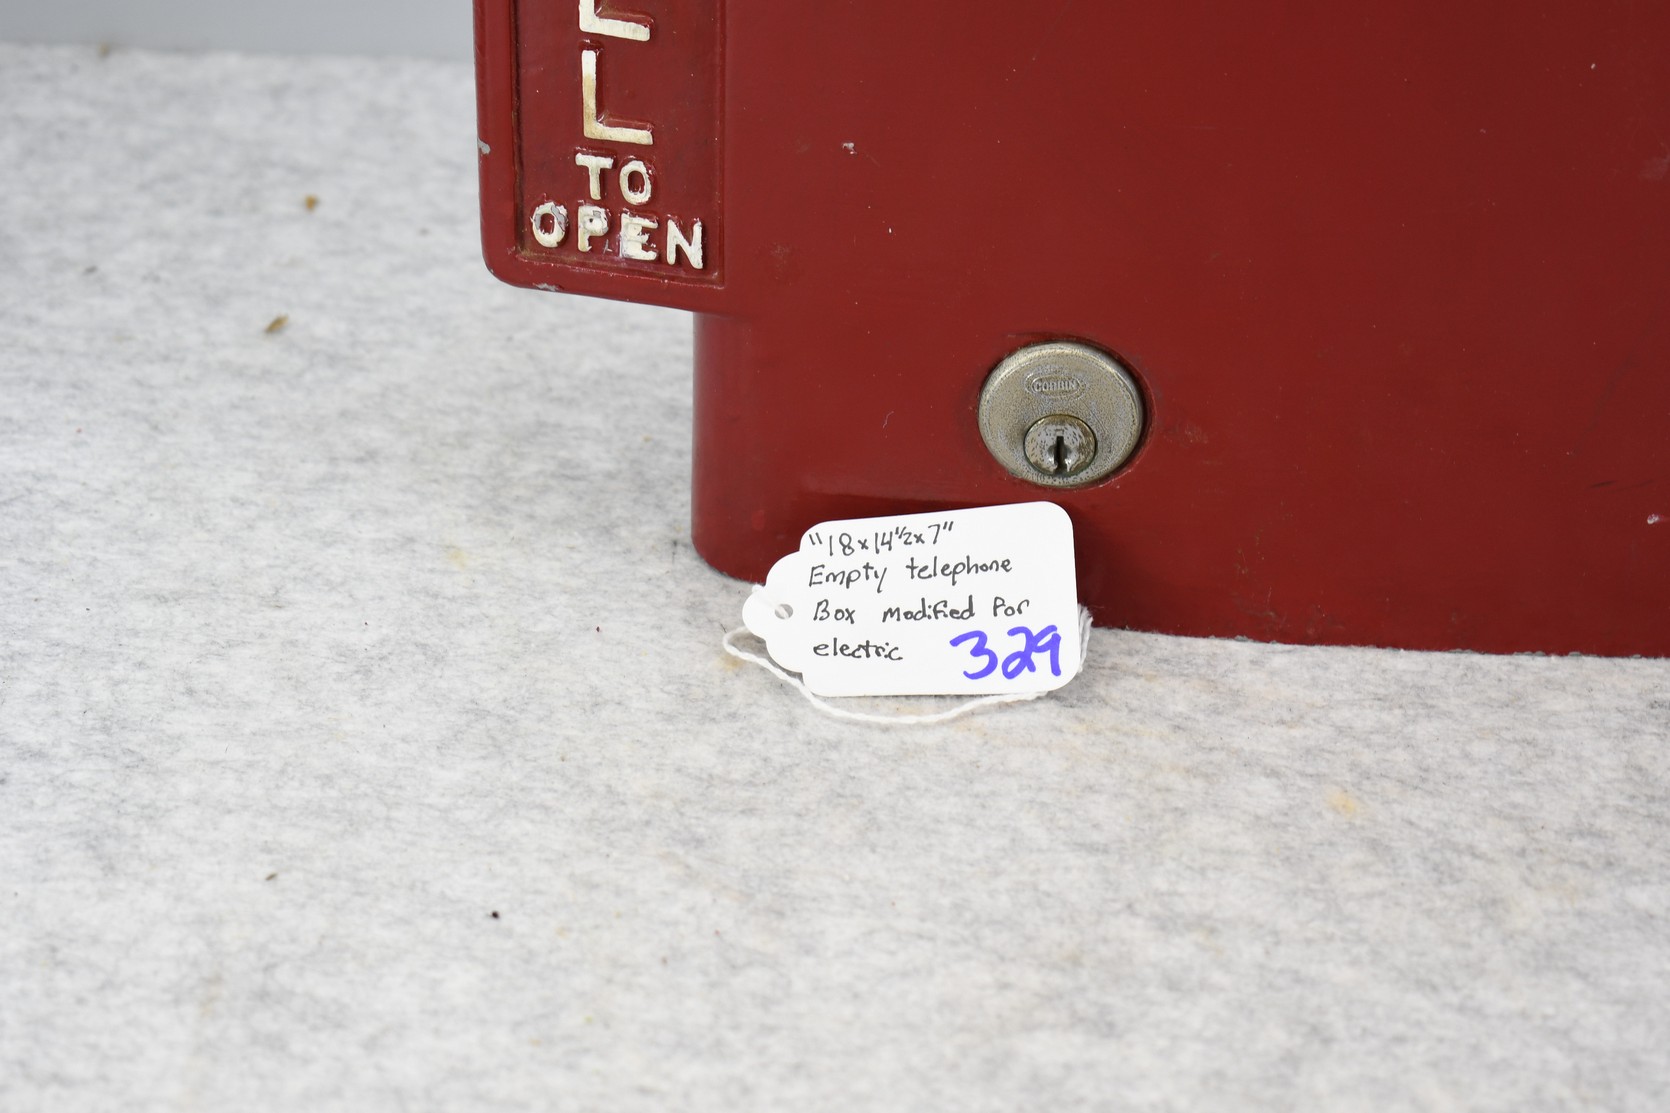 L
L
TO
OPEN
CORBIN
"18x14½x7"
Empty telephone
Box modified for
electric
329